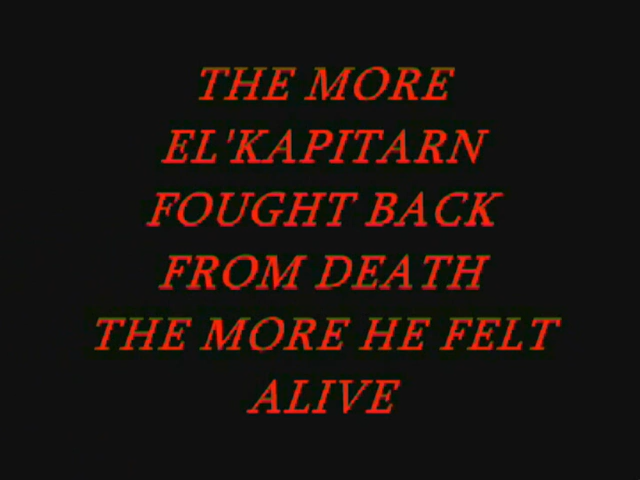 THE MORE
EL'KAPITARN
FOUGHT BACK
FROM DEATH
THE MORE HE FELT
ALIVE